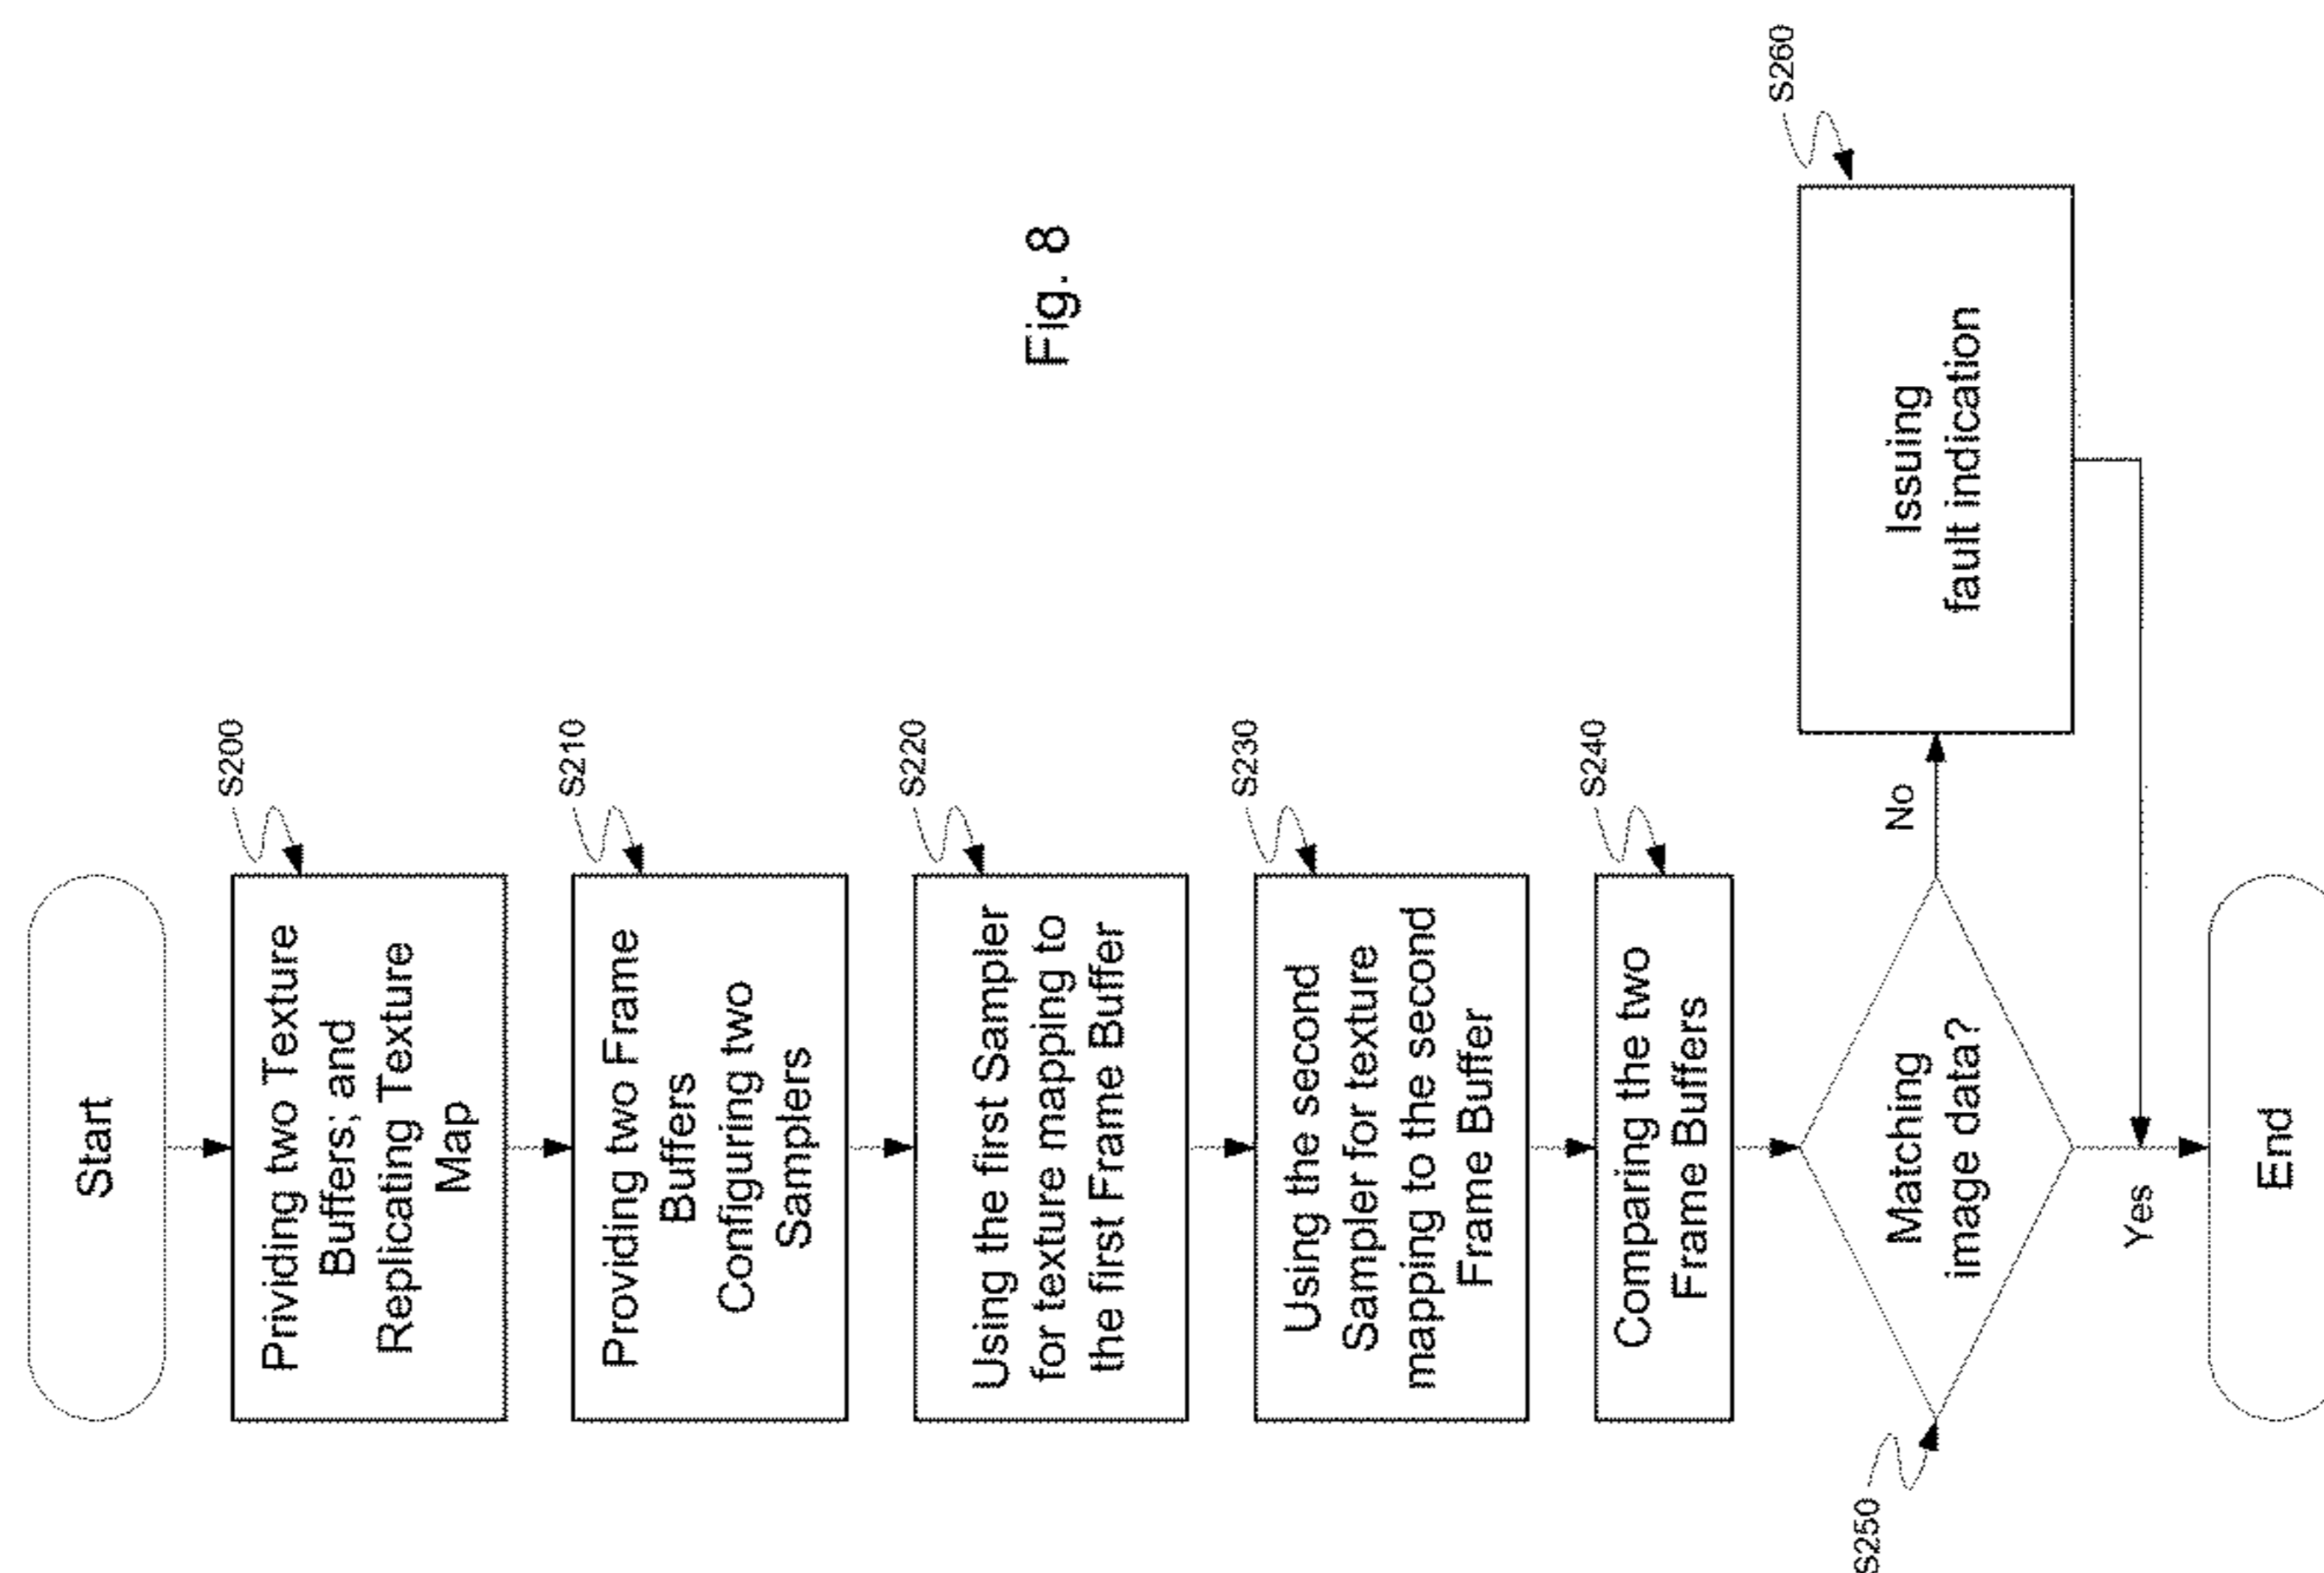 Start
S200
Prividing two Texture
Buffers; and
Replicating Texture
Map
S210
Providing two Frame
Buffers
Configuring two
Samplers
S220
Using the first Sampler
for texture mapping to
the first Frame Buffer
S230
Using the second
Sampler for texture
mapping to the second
Frame Buffer
S240
Comparing the two
Frame Buffers
S250
Matching
image data?
No
S260
Issuing
fault indication
Yes
End
Fig. 8